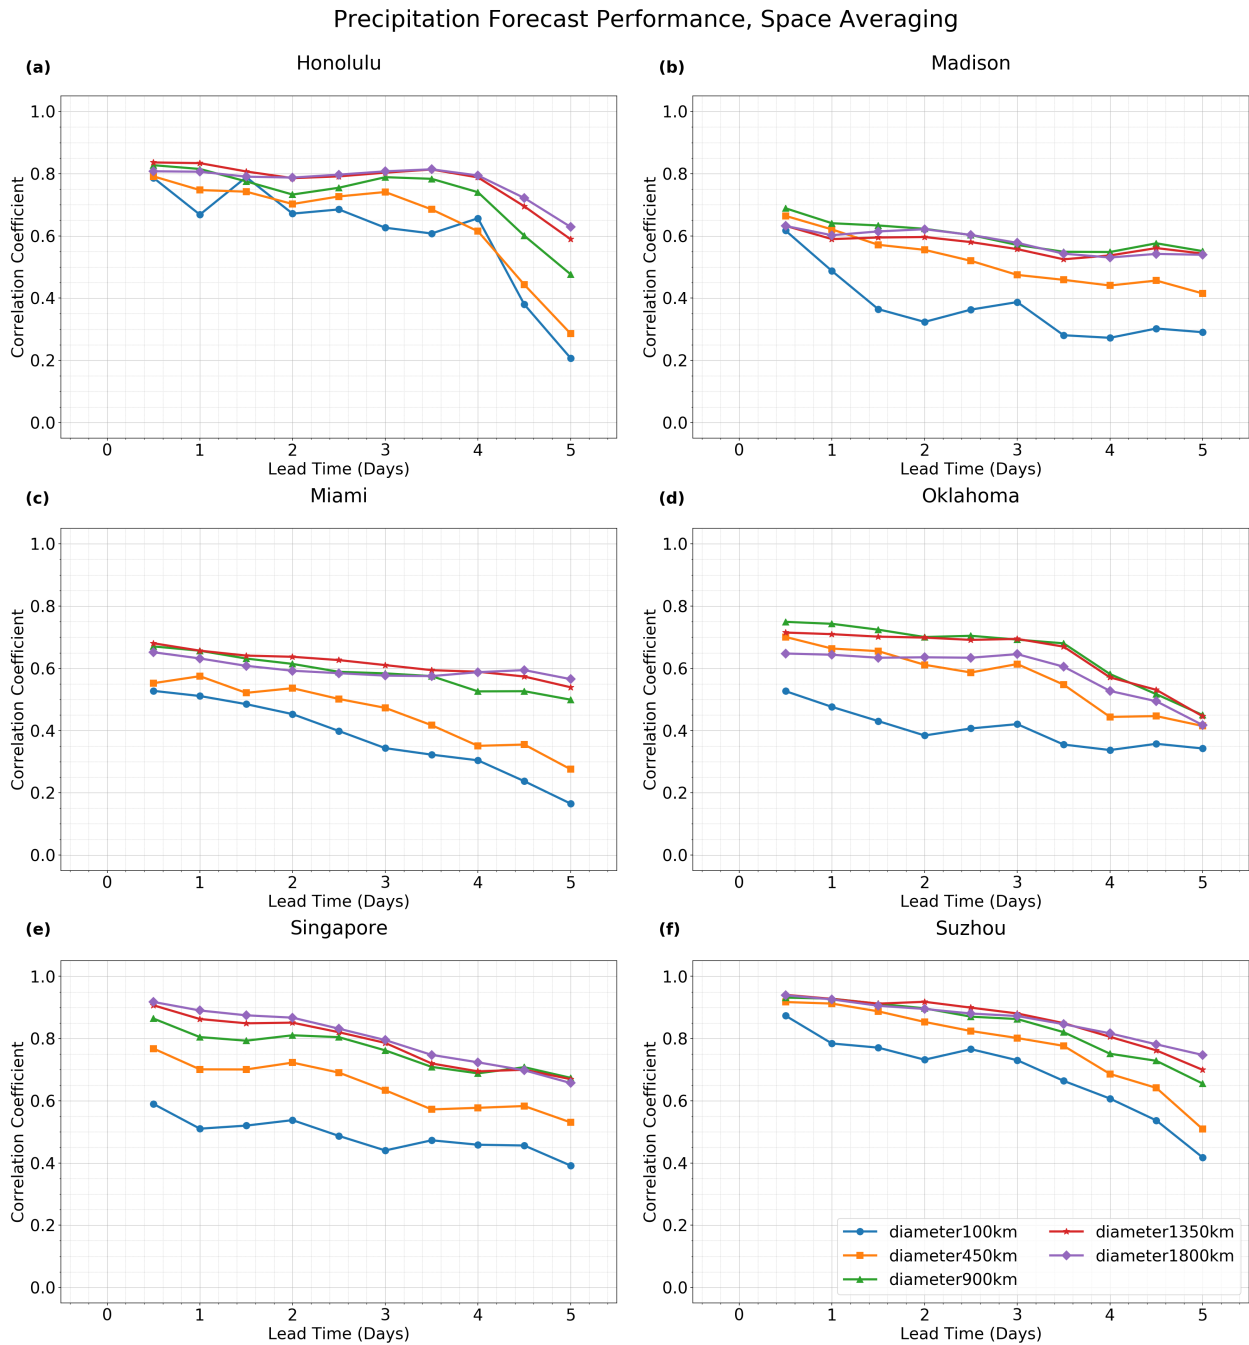 Precipitation Forecast Performance, Space Averaging
(a) Honolulu
1.0
0.8
0.6
0.4
0.2
0.0
Correlation Coefficient
0 1 2 3 4 5
Lead Time (Days)
(b) Madison
1.0
0.8
0.6
0.4
0.2
0.0
Correlation Coefficient
0 1 2 3 4 5
Lead Time (Days)
(c) Miami
1.0
0.8
0.6
0.4
0.2
0.0
Correlation Coefficient
0 1 2 3 4 5
Lead Time (Days)
(d) Oklahoma
1.0
0.8
0.6
0.4
0.2
0.0
Correlation Coefficient
0 1 2 3 4 5
Lead Time (Days)
(e) Singapore
1.0
0.8
0.6
0.4
0.2
0.0
Correlation Coefficient
0 1 2 3 4 5
Lead Time (Days)
(f) Suzhou
1.0
0.8
0.6
0.4
0.2
0.0
Correlation Coefficient
diameter100km
diameter450km
diameter900km
diameter1350km
diameter1800km
0 1 2 3 4 5
Lead Time (Days)